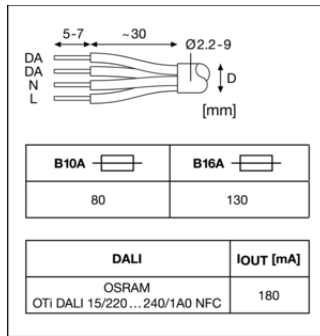 5-7 ~30
Ø2.2-9
DA
DA
N
L
D
[mm]
B10A B16A
80 130
DALI IOUT [mA]
OSRAM
OTi DALI 15/220...240/1A0 NFC 180